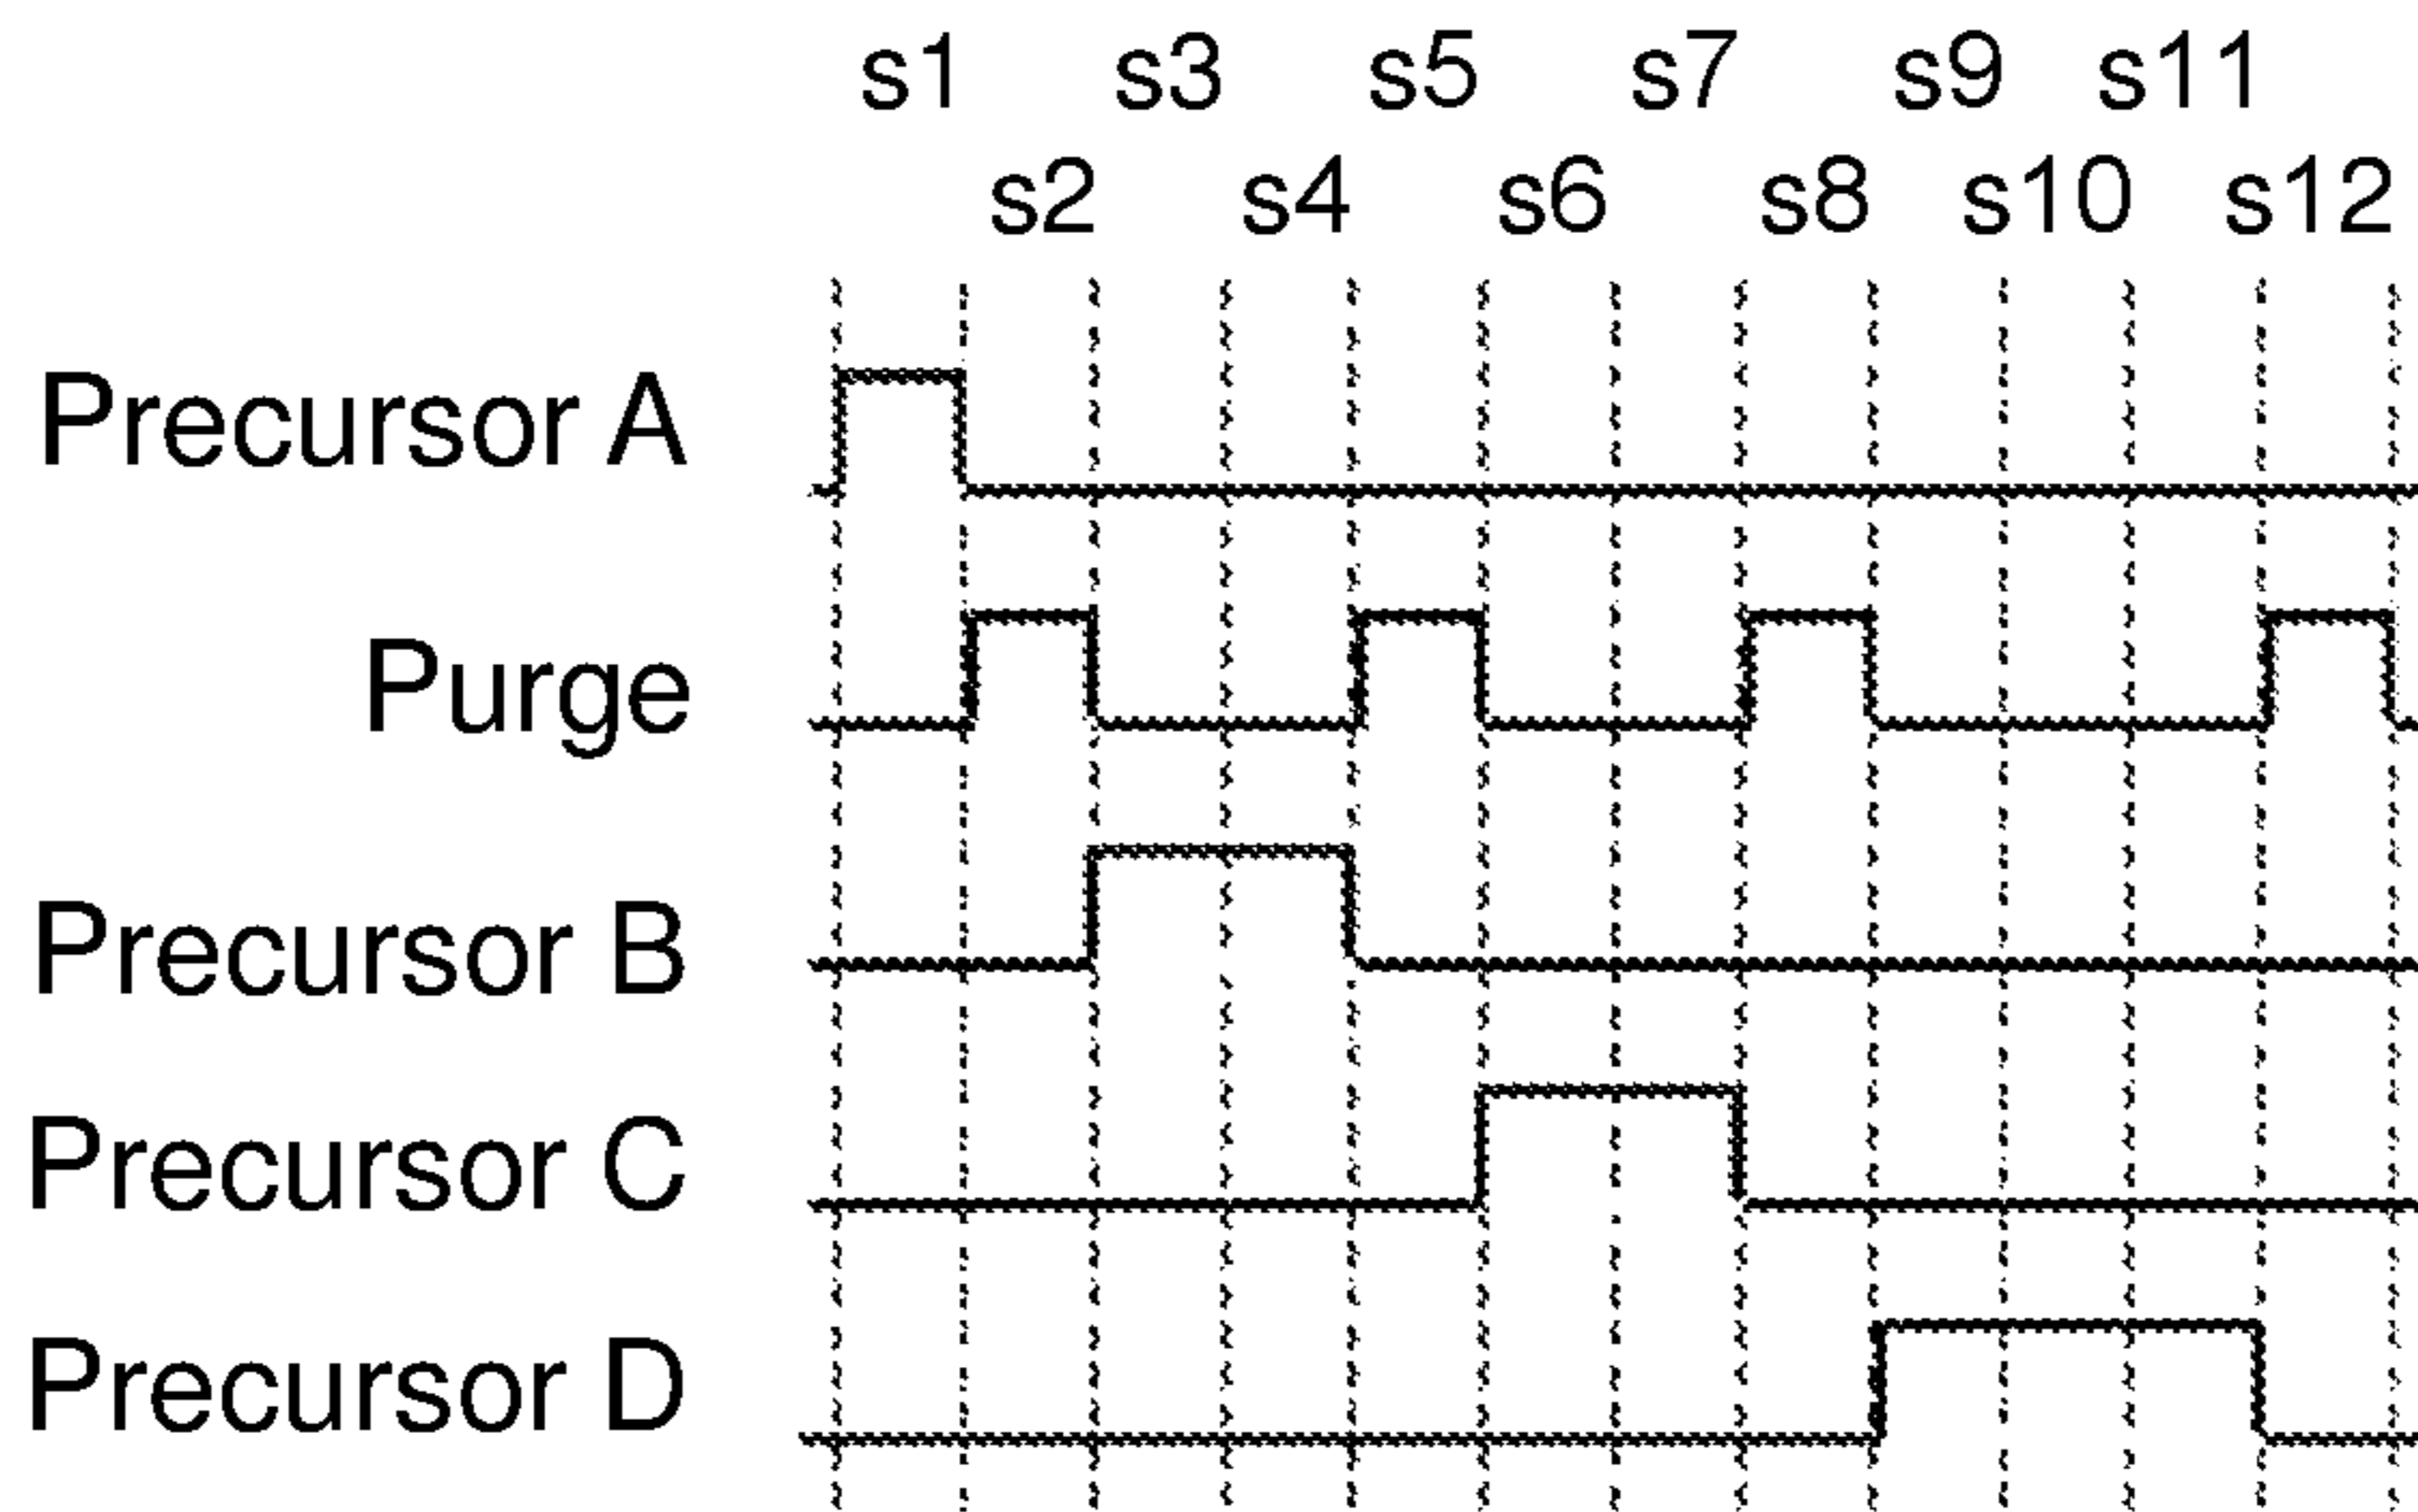 s1 s3 s5 s7 s9 s11
s2 s4 s6 s8 s10 s12
Precursor A
Purge
Precursor B
Precursor C
Precursor D